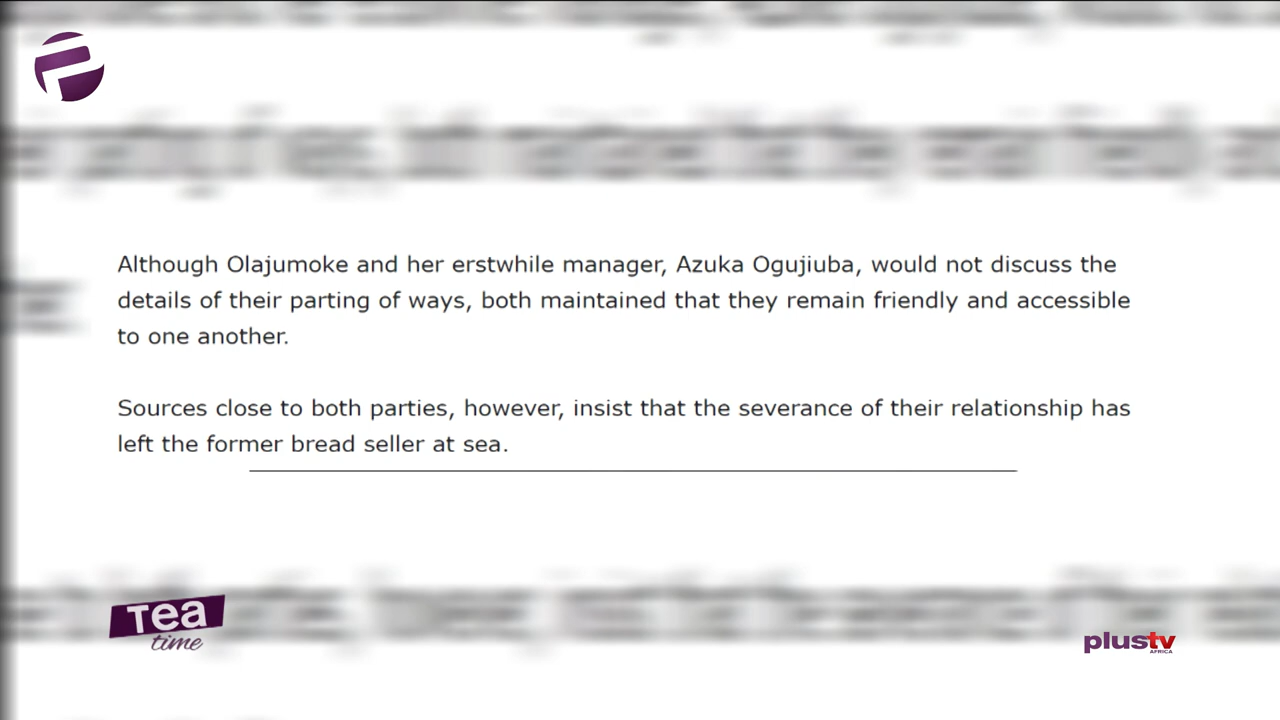 Although Olajumoke and her erstwhile manager, Azuka Ogujiuba, would not discuss the
details of their parting of ways, both maintained that they remain friendly and accessible
to one another.
Sources close to both parties, however, insist that the severance of their relationship has
left the former bread seller at sea.
Tea
time
plustv
AFRICA